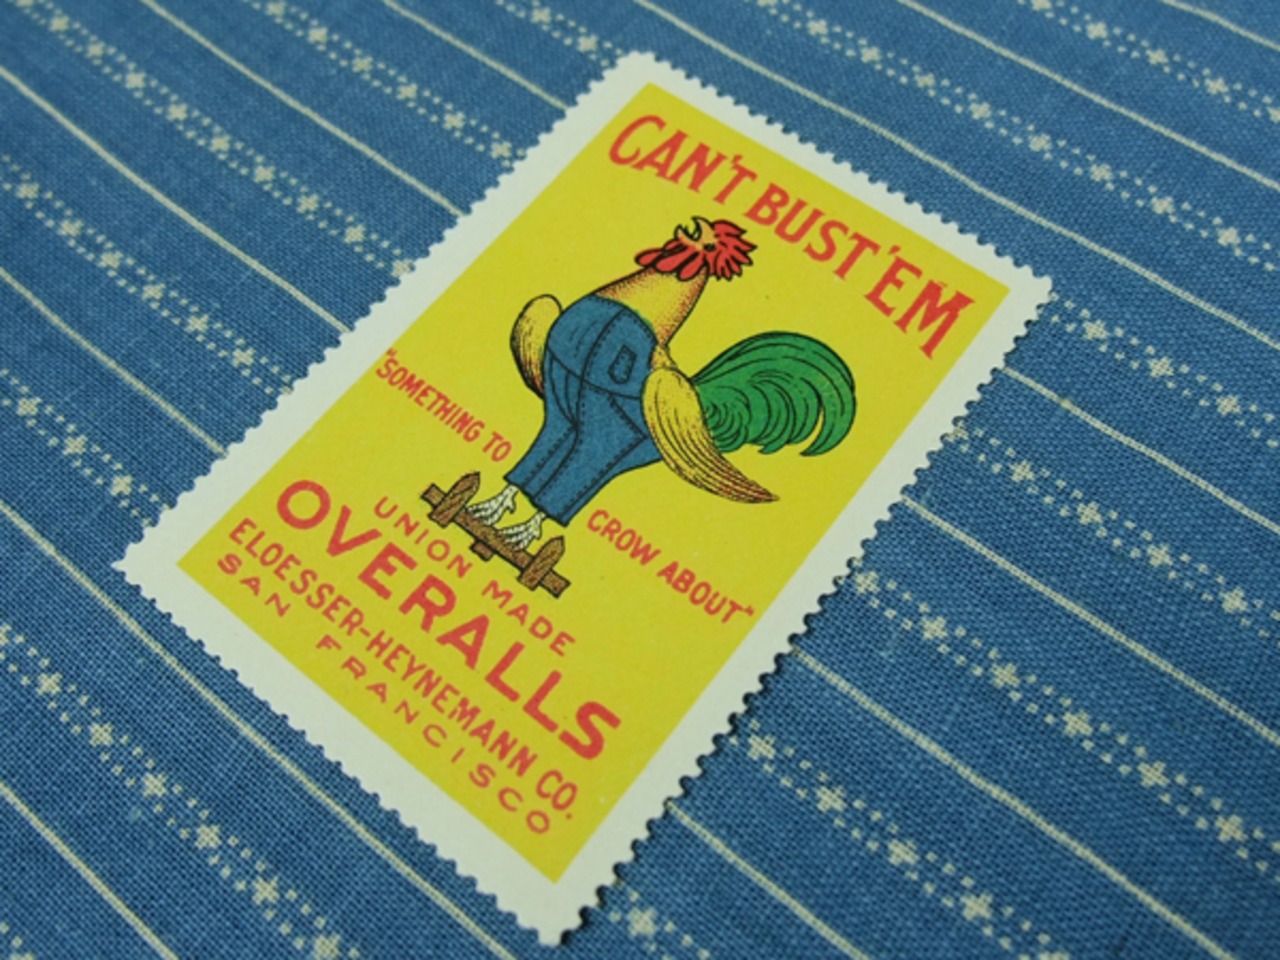 CAN'T BUST 'EM
"SOMETHING TO
CROW ABOUT"
UNION MADE
OVERALLS
ELOESSER-HEYNEMANN CO.
SAN FRANCISCO